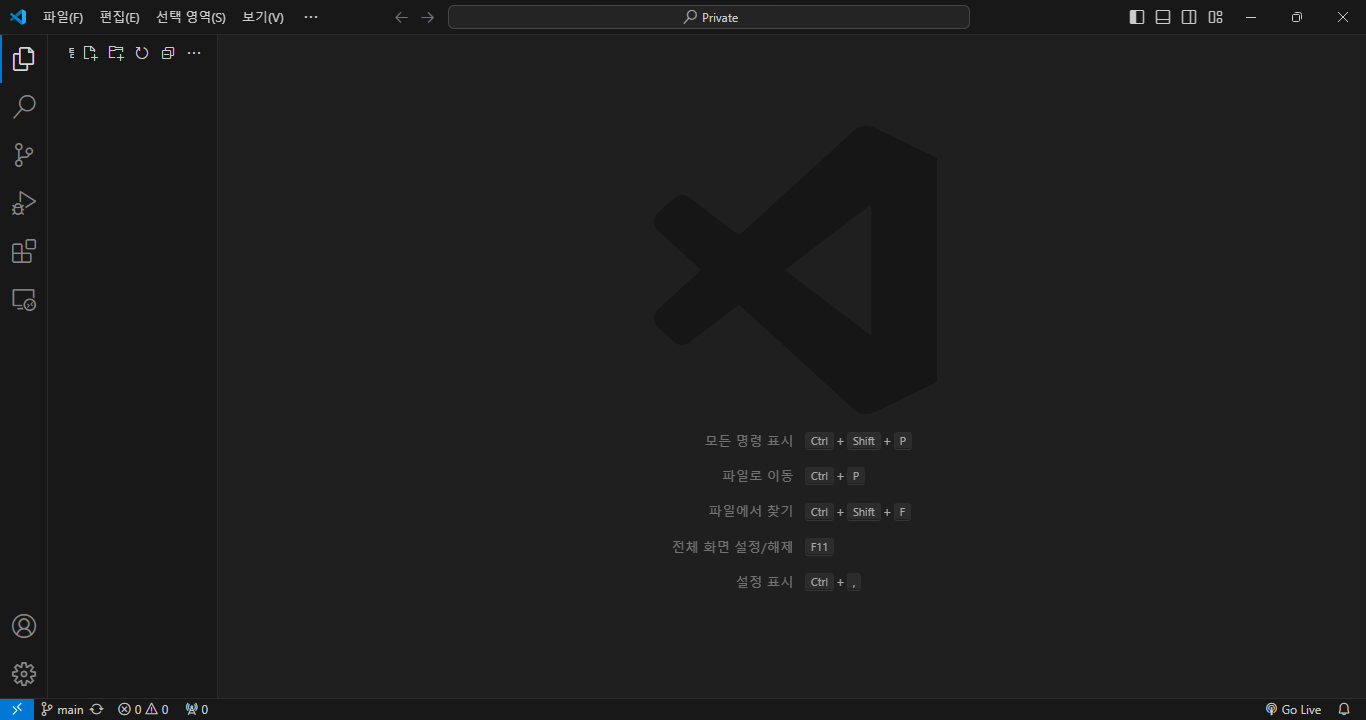 파일(F) 편집(E) 선택 영역(S) 보기(V) ··· Private
모든 명령 표시 Ctrl + Shift + P
파일로 이동 Ctrl + P
파일에서 찾기 Ctrl + Shift + F
전체 화면 설정/해제 F11
설정 표시 Ctrl + ,
main 0 0 0 Go Live